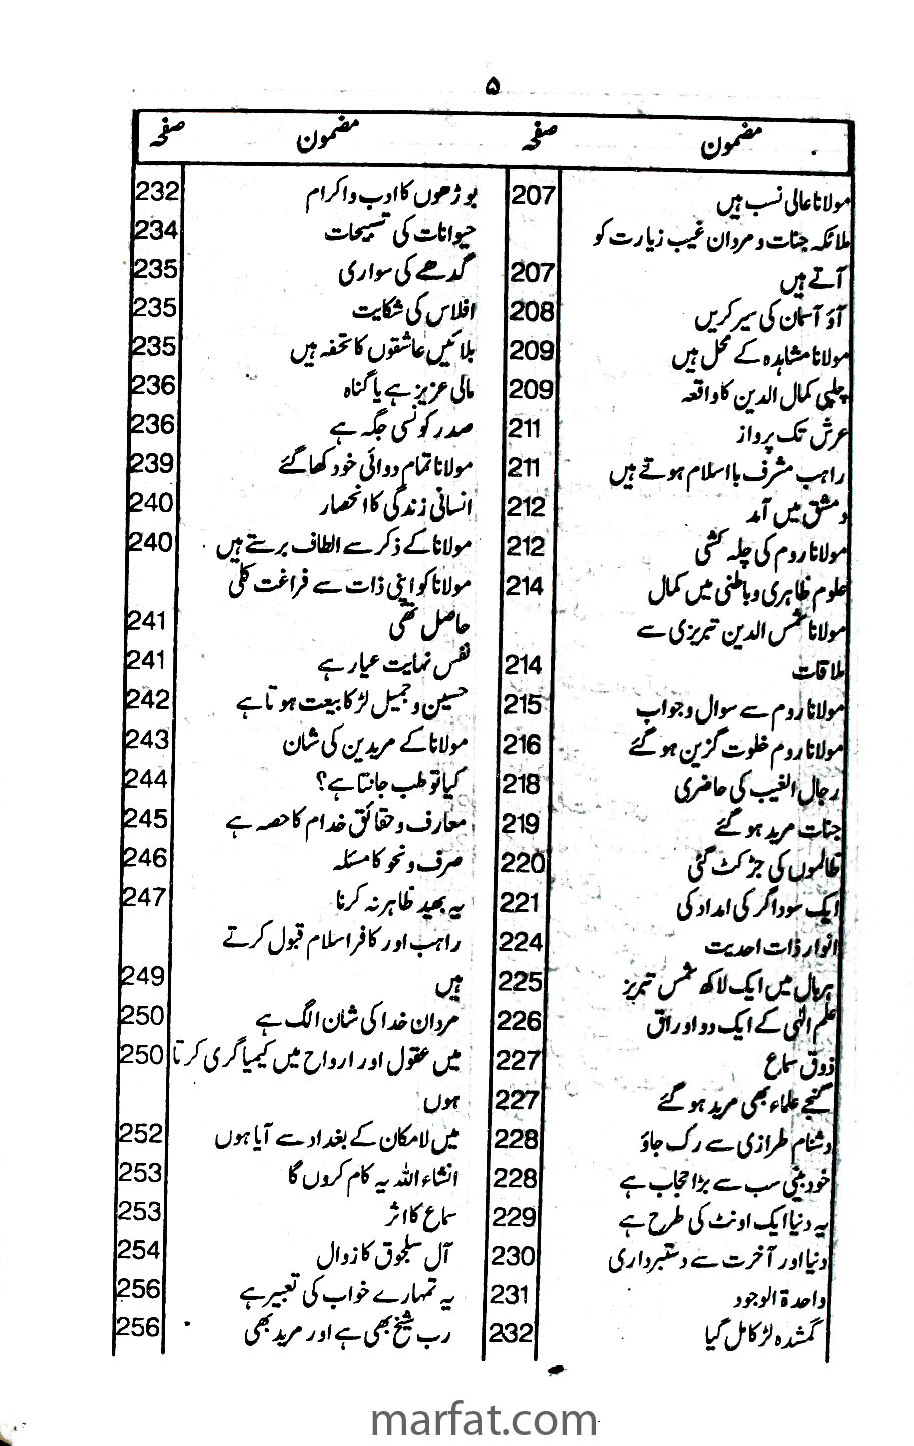 ۵
مضمون صفحہ
مولانا عالی نسب ہیں 207
ملائکہ جنات و مردان غیب زیارت کو
آتے ہیں 207
آؤ آسمان کی سیر کریں 208
مولانا مشاہدہ کے محل ہیں 209
چلپی کمال الدین کا واقعہ 209
عرش تک پرواز 211
راہب مشرف بااسلام ہوتے ہیں 211
دمشق میں آمد 212
مولانا روم کی چلہ کشی 212
علوم ظاہری و باطنی میں کمال 214
مولانا شمس الدین تبریزی سے
ملاقات 214
مولانا روم سے سوال و جواب 215
مولانا روم خلوت گزین ہو گئے 216
رجال الغیب کی حاضری 218
جنات مرید ہو گئے 219
ظالموں کی جڑ کٹ گئی 220
ایک سوداگر کی امداد کی 221
انوار ذات احدیت 224
ہر بال میں ایک لاکھ شمس تبریز 225
علم الٰہی کے ایک دو اوراق 226
ذوق سماع 227
گنجے علماء بھی مرید ہو گئے 227
دشنام طرازی سے رک جاؤ 228
خود بینی سب سے بڑا حجاب ہے 228
یہ دنیا ایک اونٹ کی طرح ہے 229
دنیا اور آخرت سے دستبرداری 230
واحدۃ الوجود 231
گمشدہ لڑکا مل گیا 232
مضمون صفحہ
بوڑھوں کا ادب و اکرام 232
حیوانات کی تسبیحات 234
گدھے کی سواری 235
افلاس کی شکایت 235
بلائیں عاشقوں کا تحفہ ہیں 235
مالی عزیز ہے یا گناہ 236
صدر کونسی جگہ ہے 236
مولانا تمام دوائی خود کھا گئے 239
انسانی زندگی کا انحصار 240
مولانا کے ذکر سے الطاف برستے ہیں 240
مولانا کو اپنی ذات سے فراغت کلی
حاصل تھی 241
نفس نہایت عیار ہے 241
حسین و جمیل لڑکا بیعت ہوتا ہے 242
مولانا کے مریدین کی شان 243
کیا تو طب جانتا ہے؟ 244
معارف و حقائق خدام کا حصہ ہے 245
صرف و نحو کا مسئلہ 246
یہ بھید ظاہر نہ کرنا 247
راہب اور کافر اسلام قبول کرتے
ہیں 249
مردان خدا کی شان الگ ہے 250
میں عقول اور ارواح میں کیمیا گری کرتا 250
ہوں
میں لامکان کے بغداد سے آیا ہوں 252
انشاء اللہ یہ کام کروں گا 253
سماع کا اثر 253
آل سلجوق کا زوال 254
یہ تمہارے خواب کی تعبیر ہے 256
رب شیخ بھی ہے اور مرید بھی 256
marfat.com